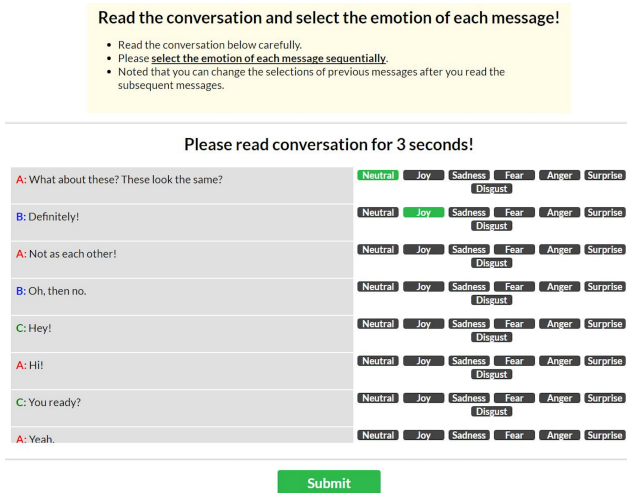 Read the conversation and select the emotion of each message!
• Read the conversation below carefully.
• Please select the emotion of each message sequentially.
• Noted that you can change the selections of previous messages after you read the
subsequent messages.
Please read conversation for 3 seconds!
A: What about these? These look the same?
Neutral Joy Sadness Fear Anger Surprise
Disgust
B: Definitely!
Neutral Joy Sadness Fear Anger Surprise
Disgust
A: Not as each other!
Neutral Joy Sadness Fear Anger Surprise
Disgust
B: Oh, then no.
Neutral Joy Sadness Fear Anger Surprise
Disgust
C: Hey!
Neutral Joy Sadness Fear Anger Surprise
Disgust
A: Hi!
Neutral Joy Sadness Fear Anger Surprise
Disgust
C: You ready?
Neutral Joy Sadness Fear Anger Surprise
Disgust
A: Yeah.
Neutral Joy Sadness Fear Anger Surprise
Submit